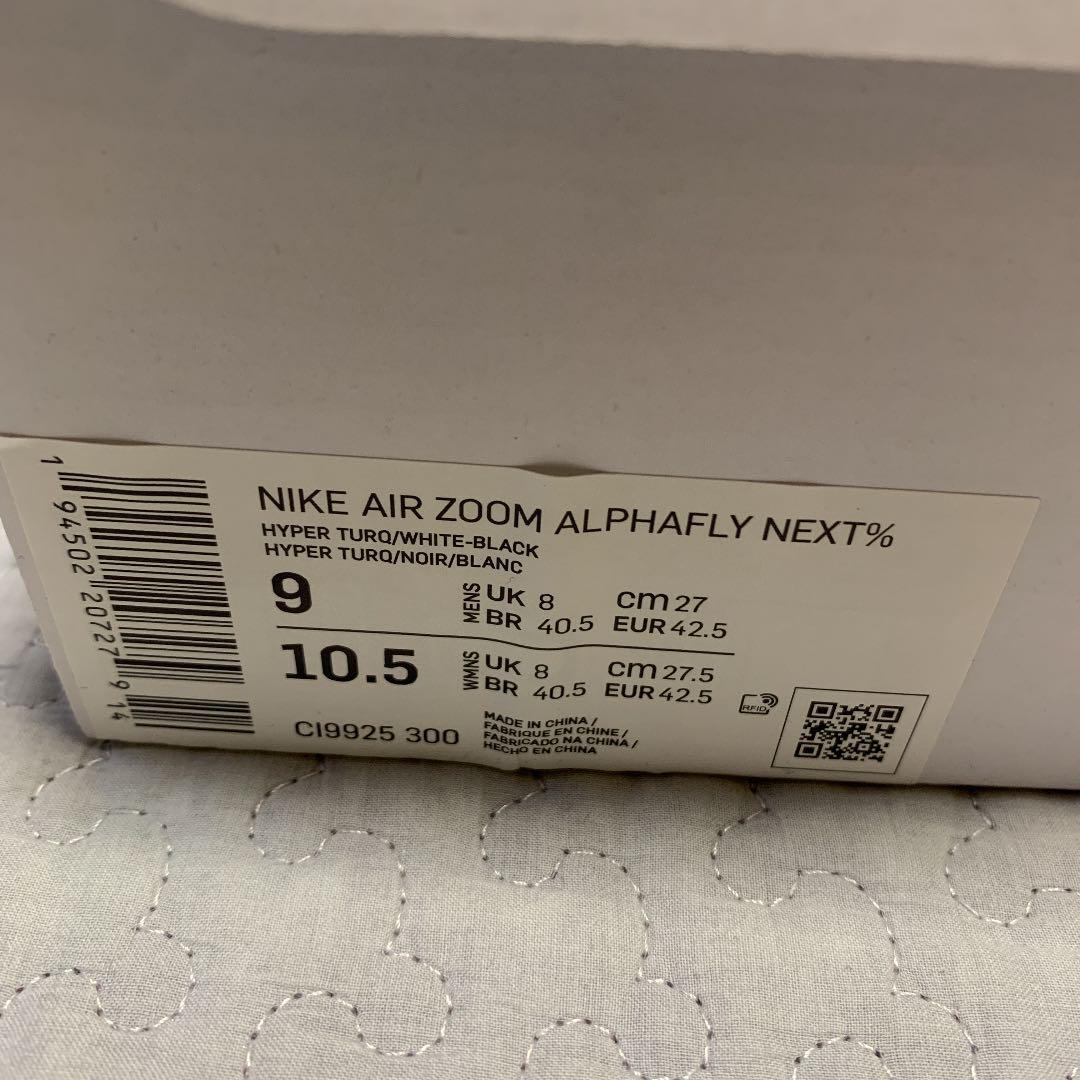 NIKE AIR ZOOM ALPHAFLY NEXT%
HYPER TURQ/WHITE-BLACK
HYPER TURQ/NOIR/BLANC
9
MENS
UK 8 cm 27
BR 40.5 EUR 42.5
10.5
WMNS
UK 8 cm 27.5
BR 40.5 EUR 42.5
CI9925 300
MADE IN CHINA /
FABRIQUE EN CHINE /
FABRICADO NA CHINA /
HECHO EN CHINA
RFID
1 94502 20727 9 14